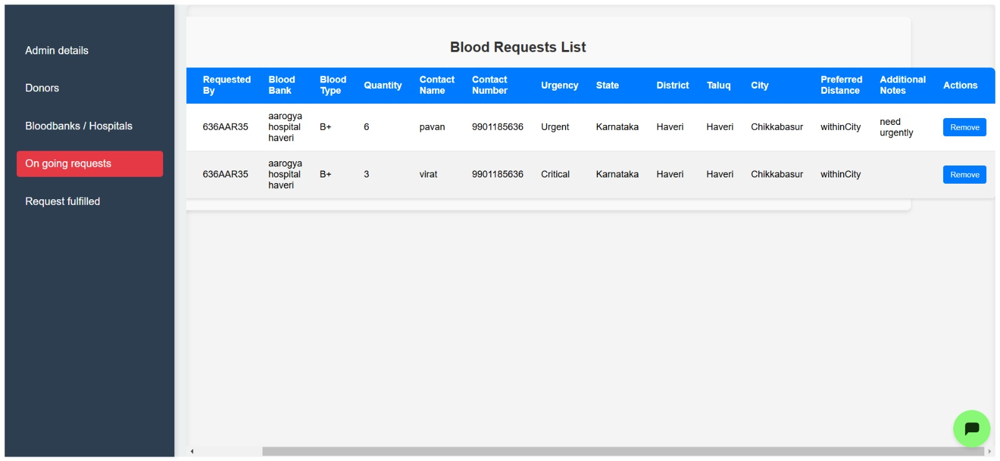 Admin details
Donors
Bloodbanks / Hospitals
On going requests
Request fulfilled
Blood Requests List
Requested By Blood Bank Blood Type Quantity Contact Name Contact Number Urgency State District Taluq City Preferred Distance Additional Notes Actions
636AAR35 aarogya hospital haveri B+ 6 pavan 9901185636 Urgent Karnataka Haveri Haveri Chikkabasur withinCity need urgently Remove
636AAR35 aarogya hospital haveri B+ 3 virat 9901185636 Critical Karnataka Haveri Haveri Chikkabasur withinCity Remove